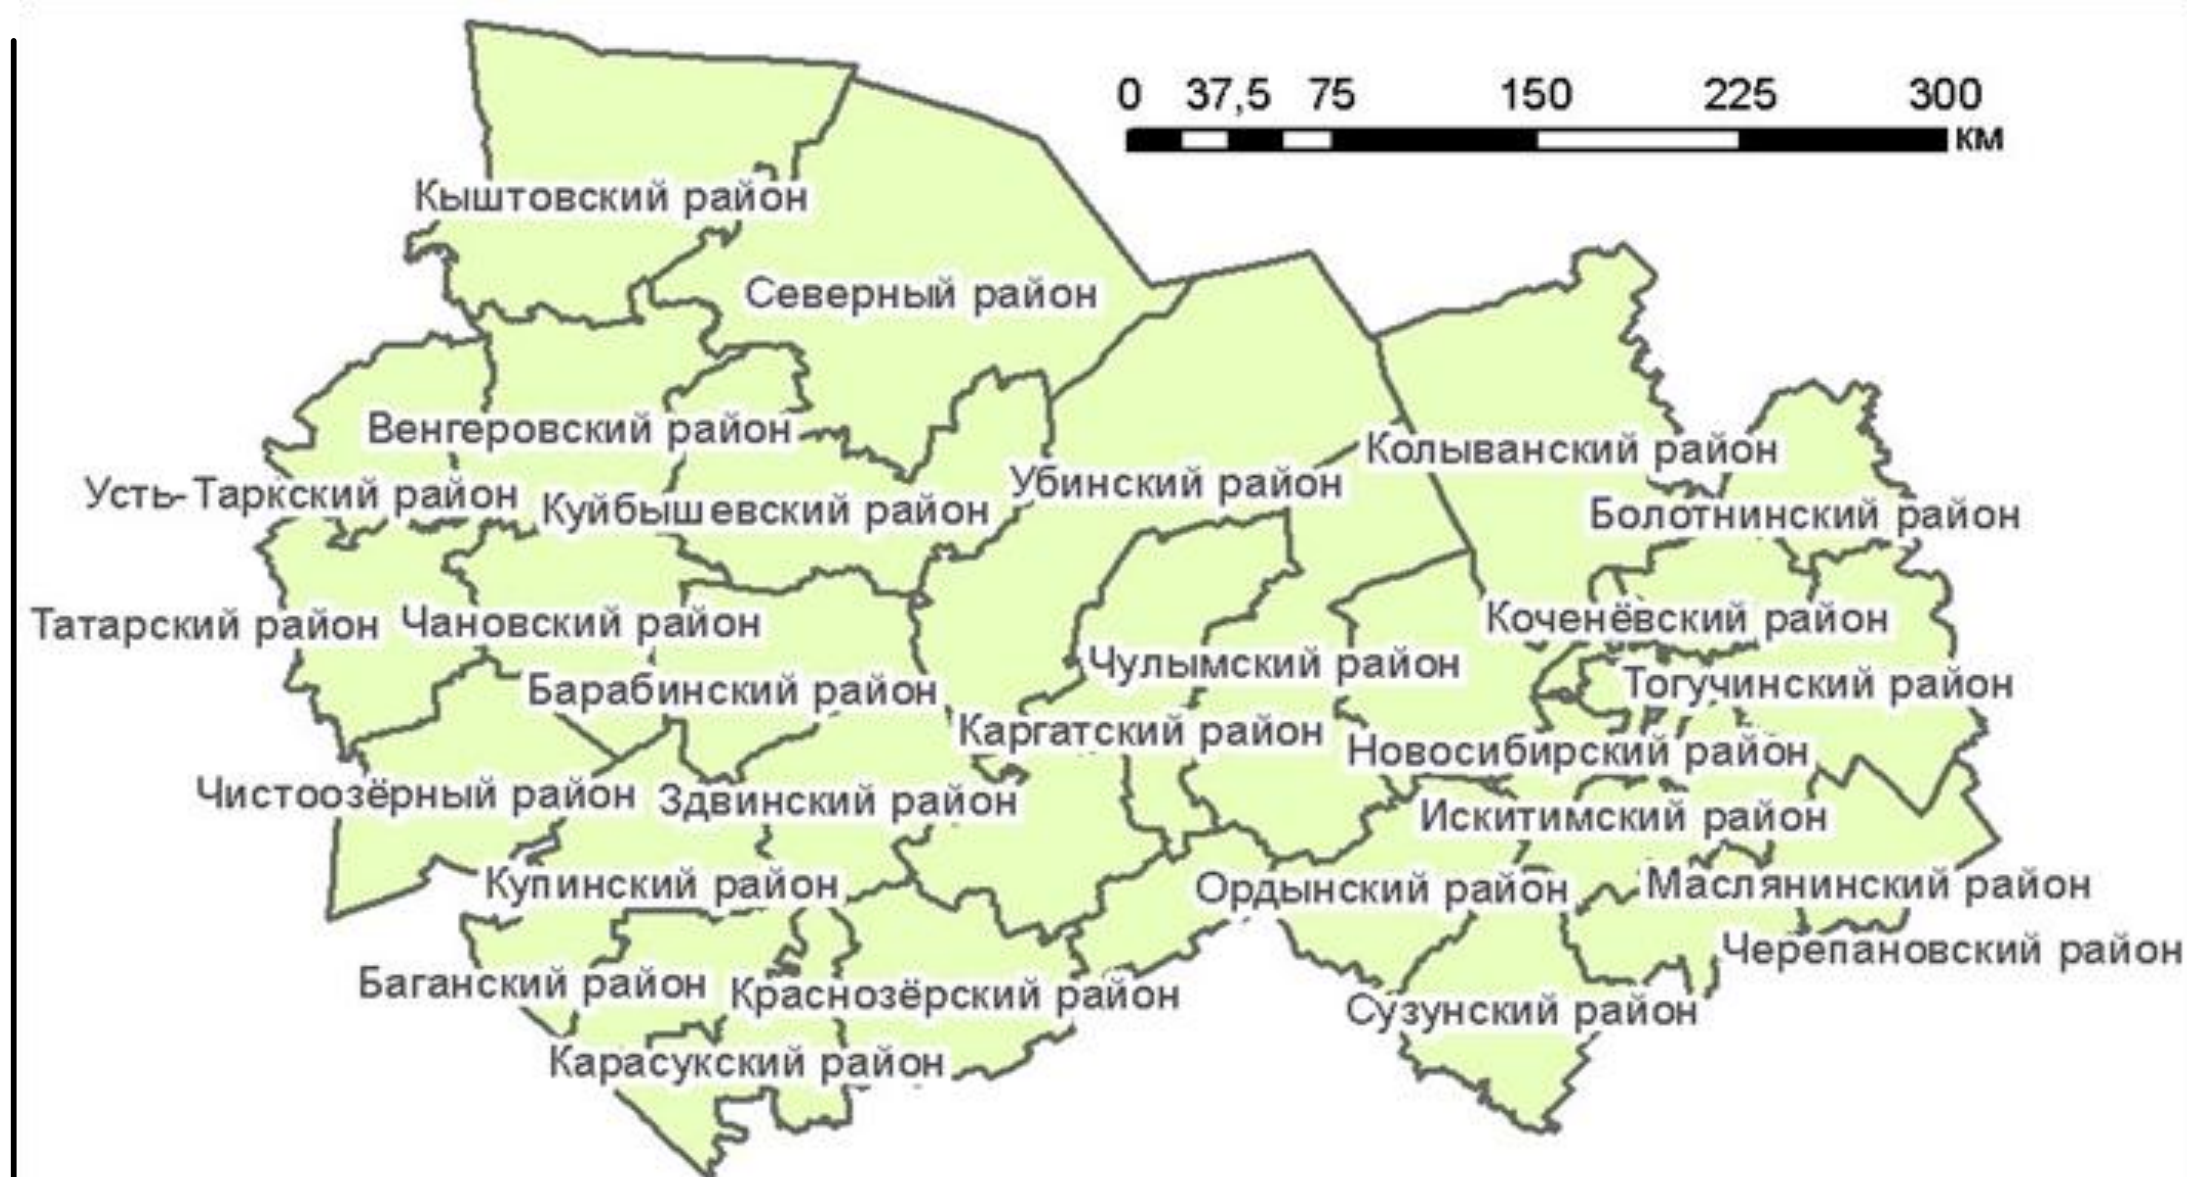 0 37,5 75 150 225 300
км
Кыштовский район
Северный район
Венгеровский район
Колыванский район
Убинский район
Усть-Таркский район
Куйбышевский район
Болотнинский район
Татарский район
Чановский район
Коченёвский район
Чулымский район
Барабинский район
Тогучинский район
Каргатский район
Новосибирский район
Чистоозёрный район
Здвинский район
Искитимский район
Купинский район
Ордынский район
Маслянинский район
Черепановский район
Баганский район
Краснозёрский район
Сузунский район
Карасукский район